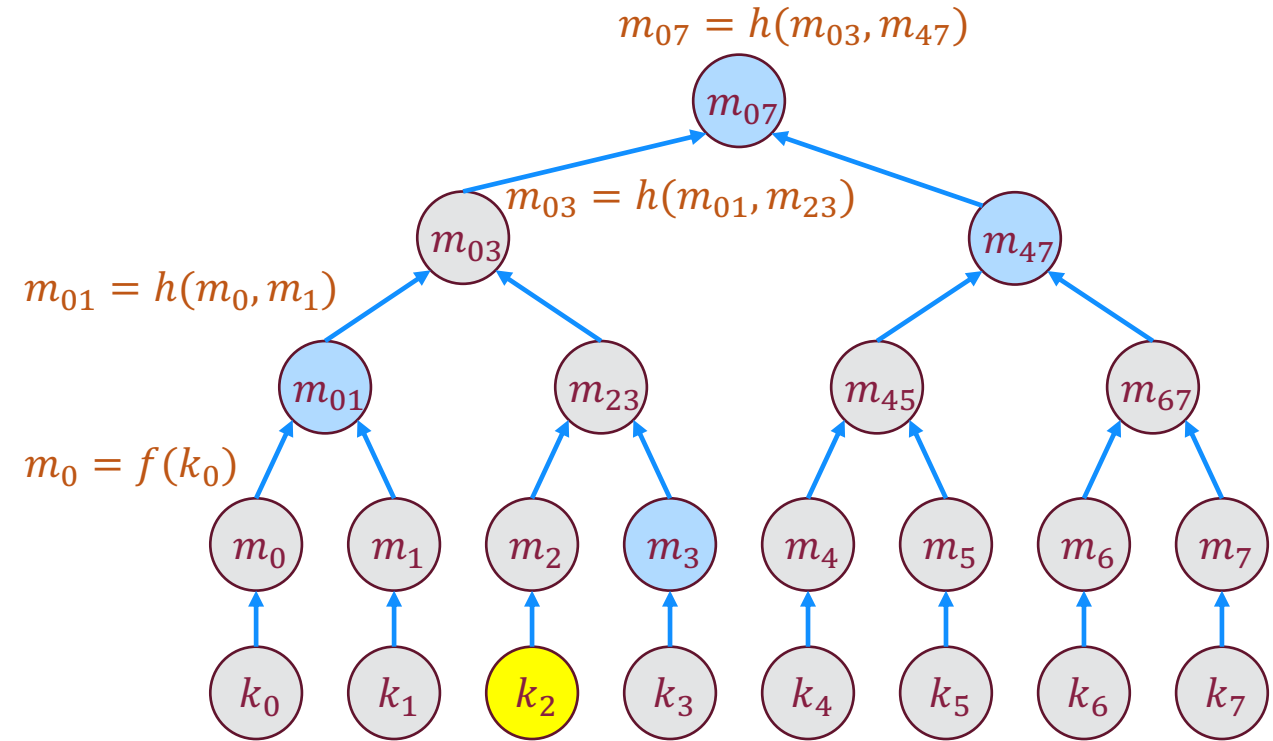 m₀₇ = h(m₀₃, m₄₇)
m₀₇
m₀₃ = h(m₀₁, m₂₃)
m₀₃ m₄₇
m₀₁ = h(m₀, m₁)
m₀₁ m₂₃ m₄₅ m₆₇
m₀ = f(k₀)
m₀ m₁ m₂ m₃ m₄ m₅ m₆ m₇
k₀ k₁ k₂ k₃ k₄ k₅ k₆ k₇